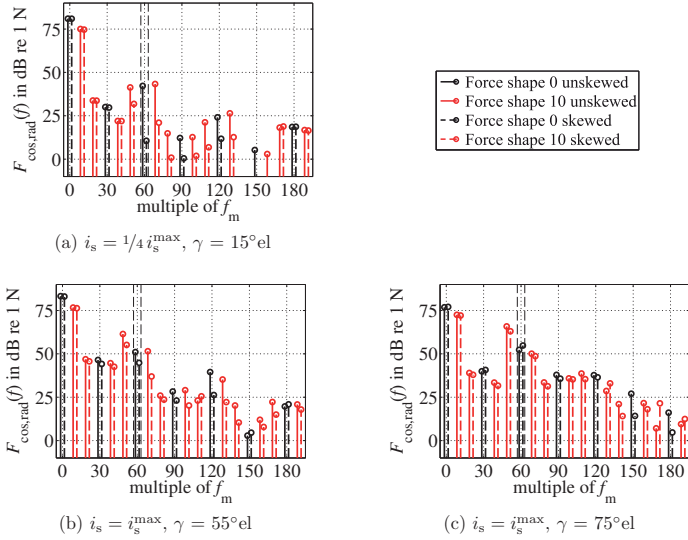 F_cos,rad(f) in dB re 1 N
75
50
25
0
0 30 60 90 120 150 180
multiple of f_m
(a) i_s = 1/4 i_s^max, γ = 15°el
Force shape 0 unskewed
Force shape 10 unskewed
Force shape 0 skewed
Force shape 10 skewed
F_cos,rad(f) in dB re 1 N
75
50
25
0
0 30 60 90 120 150 180
multiple of f_m
(b) i_s = i_s^max, γ = 55°el
F_cos,rad(f) in dB re 1 N
75
50
25
0
0 30 60 90 120 150 180
multiple of f_m
(c) i_s = i_s^max, γ = 75°el